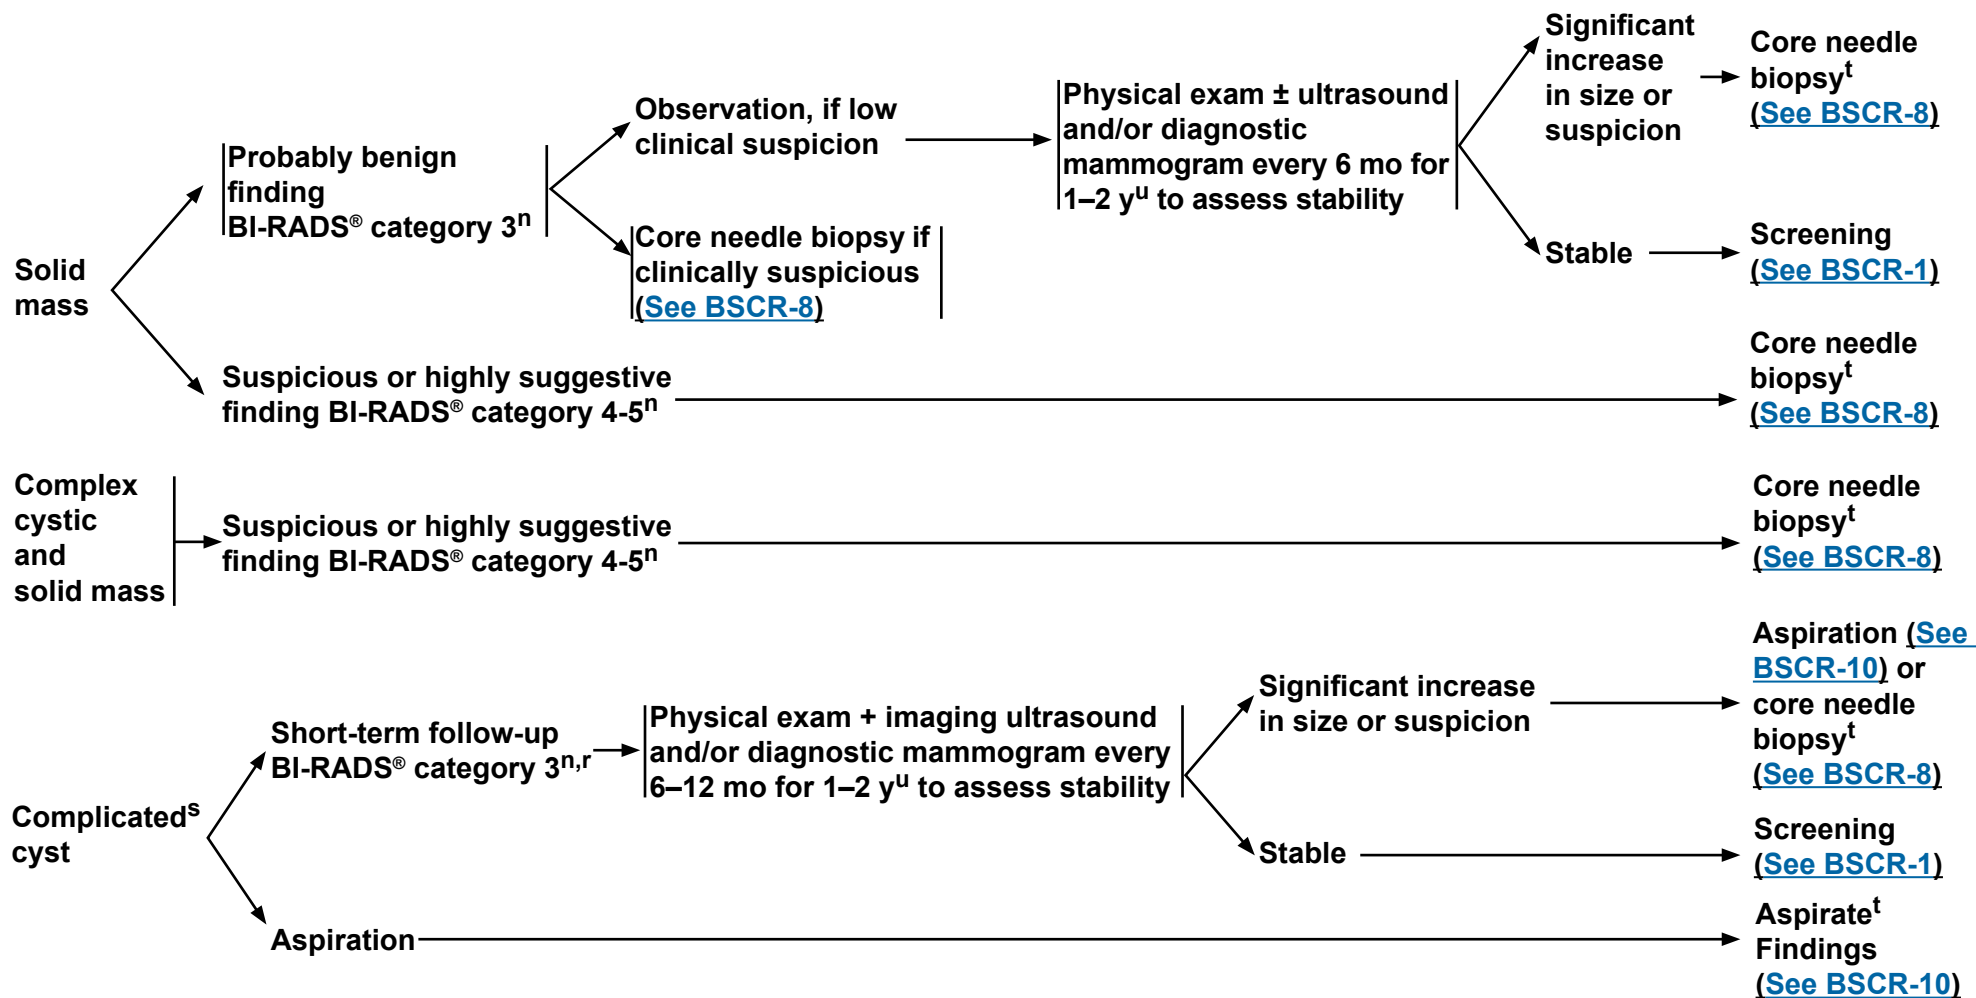 Solid
mass
Probably benign
finding
BI-RADS® category 3n
Observation, if low
clinical suspicion
Core needle biopsy if
clinically suspicious
(See BSCR-8)
Physical exam ± ultrasound
and/or diagnostic
mammogram every 6 mo for
1–2 yu to assess stability
Significant
increase
in size or
suspicion
Core needle
biopsyt
(See BSCR-8)
Stable
Screening
(See BSCR-1)
Suspicious or highly suggestive
finding BI-RADS® category 4-5n
Core needle
biopsyt
(See BSCR-8)
Complex
cystic
and
solid mass
Suspicious or highly suggestive
finding BI-RADS® category 4-5n
Core needle
biopsyt
(See BSCR-8)
Complicateds
cyst
Short-term follow-up
BI-RADS® category 3n,r
Physical exam + imaging ultrasound
and/or diagnostic mammogram every
6–12 mo for 1–2 yu to assess stability
Significant increase
in size or suspicion
Aspiration (See
BSCR-10) or
core needle
biopsyt
(See BSCR-8)
Stable
Screening
(See BSCR-1)
Aspiration
Aspiratet
Findings
(See BSCR-10)